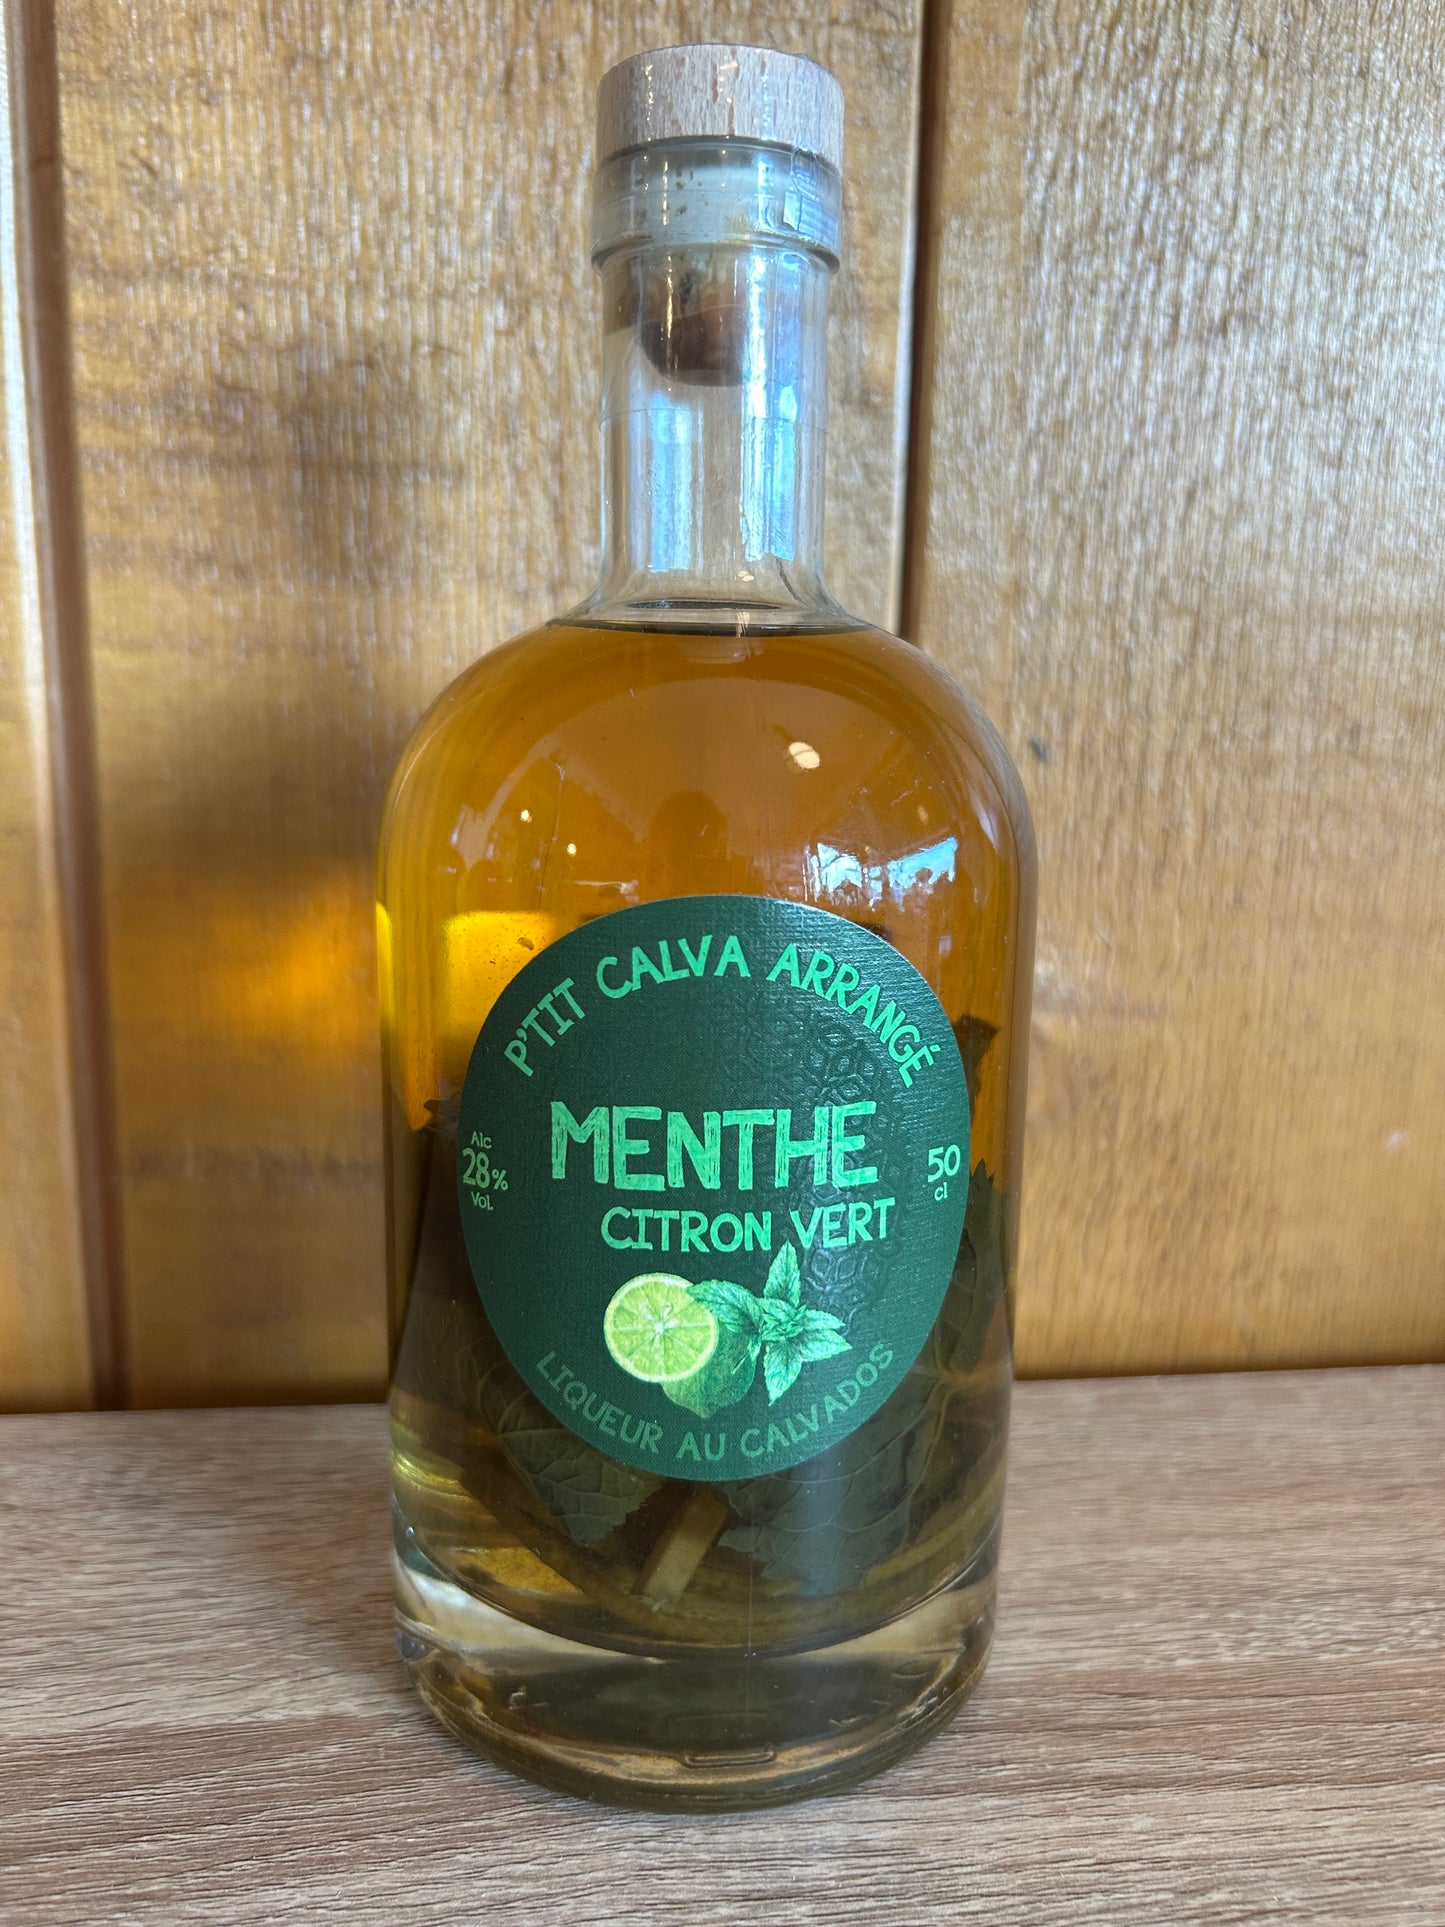 P'TIT CALVA ARRANGÉ
MENTHE
CITRON VERT
Alc
28%
Vol.
50
cl
LIQUEUR AU CALVADOS